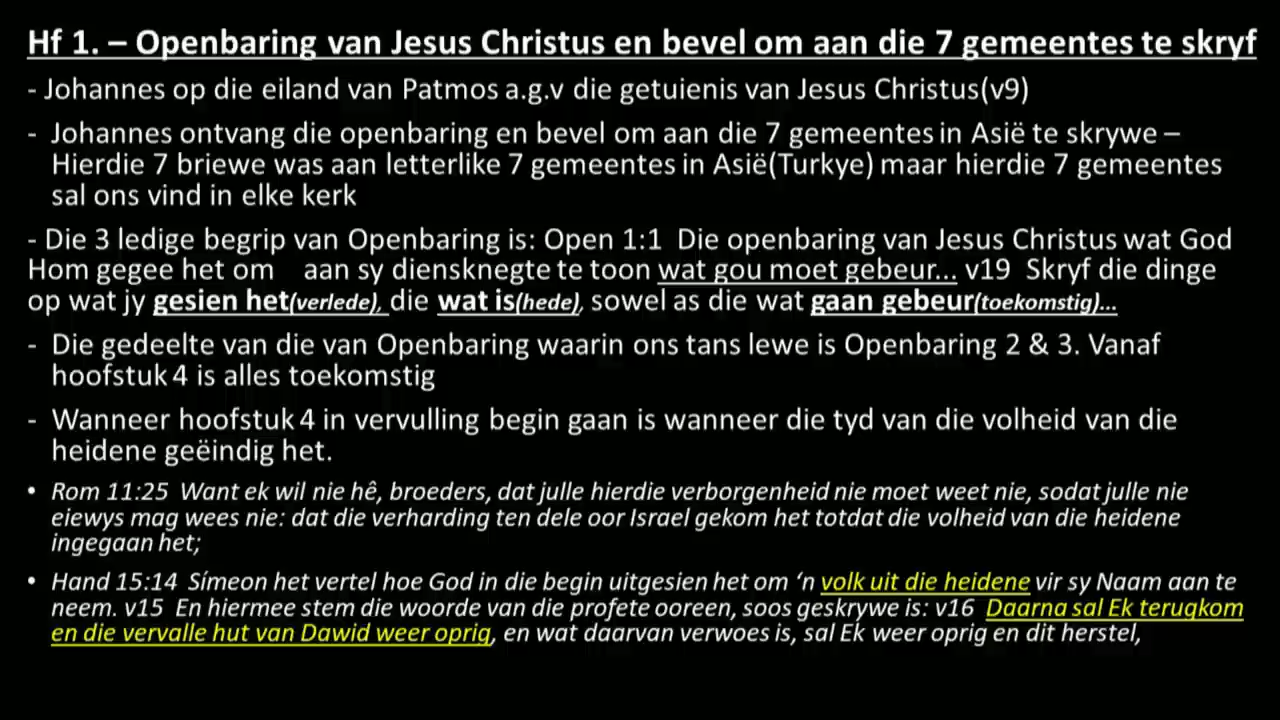 Hf 1. – Openbaring van Jesus Christus en bevel om aan die 7 gemeentes te skryf
- Johannes op die eiland van Patmos a.g.v die getuienis van Jesus Christus(v9)
- Johannes ontvang die openbaring en bevel om aan die 7 gemeentes in Asië te skrywe –
Hierdie 7 briewe was aan letterlike 7 gemeentes in Asië(Turkye) maar hierdie 7 gemeentes
sal ons vind in elke kerk
- Die 3 ledige begrip van Openbaring is: Open 1:1 Die openbaring van Jesus Christus wat God
Hom gegee het om aan sy diensknegte te toon wat gou moet gebeur... v19 Skryf die dinge
op wat jy gesien het(verlede), die wat is(hede), sowel as die wat gaan gebeur(toekomstig)...
- Die gedeelte van die van Openbaring waarin ons tans lewe is Openbaring 2 & 3. Vanaf
hoofstuk 4 is alles toekomstig
- Wanneer hoofstuk 4 in vervulling begin gaan is wanneer die tyd van die volheid van die
heidene geëindig het.
• Rom 11:25 Want ek wil nie hê, broeders, dat julle hierdie verborgenheid nie moet weet nie, sodat julle nie
eiewys mag wees nie: dat die verharding ten dele oor Israel gekom het totdat die volheid van die heidene
ingegaan het;
• Hand 15:14 Símeon het vertel hoe God in die begin uitgesien het om ‘n volk uit die heidene vir sy Naam aan te
neem. v15 En hiermee stem die woorde van die profete ooreen, soos geskrywe is: v16 Daarna sal Ek terugkom
en die vervalle hut van Dawid weer oprig, en wat daarvan verwoes is, sal Ek weer oprig en dit herstel,